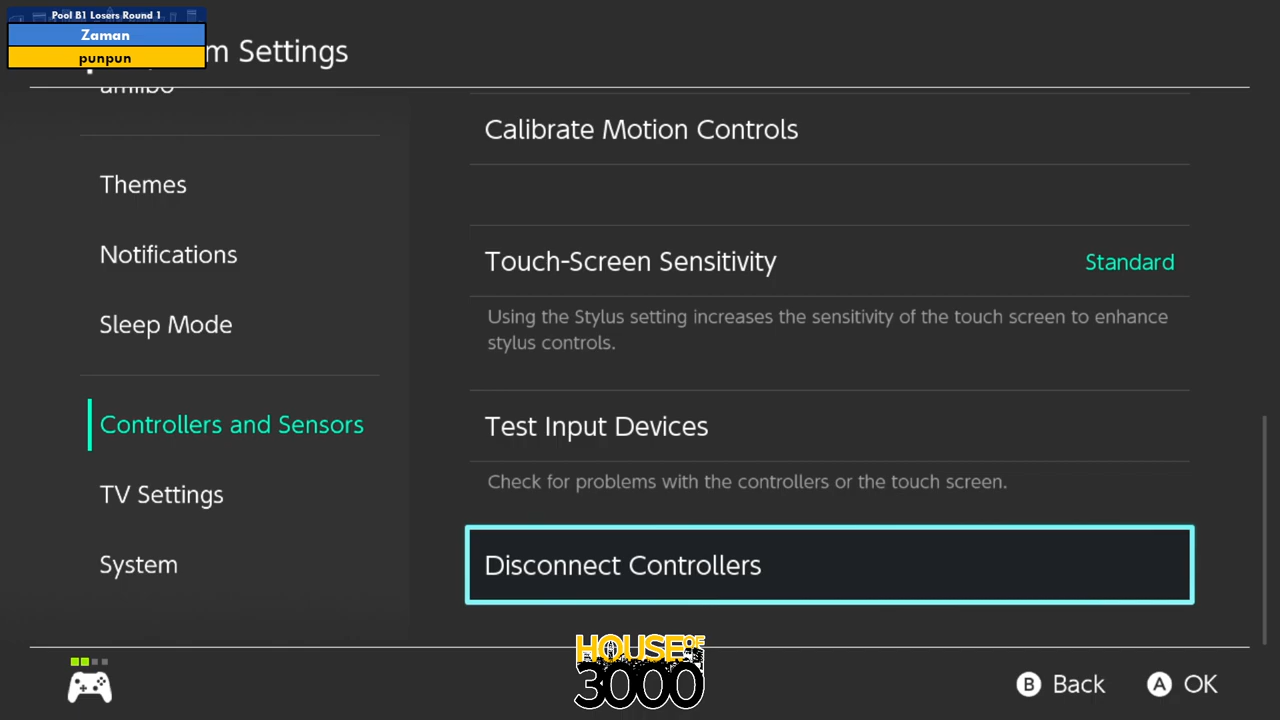 Pool B1 Losers Round 1
Zaman
punpun
m Settings
amiibo
Themes
Notifications
Sleep Mode
Controllers and Sensors
TV Settings
System
Calibrate Motion Controls
Touch-Screen Sensitivity Standard
Using the Stylus setting increases the sensitivity of the touch screen to enhance
stylus controls.
Test Input Devices
Check for problems with the controllers or the touch screen.
Disconnect Controllers
HOUSE OF
3000
B Back A OK